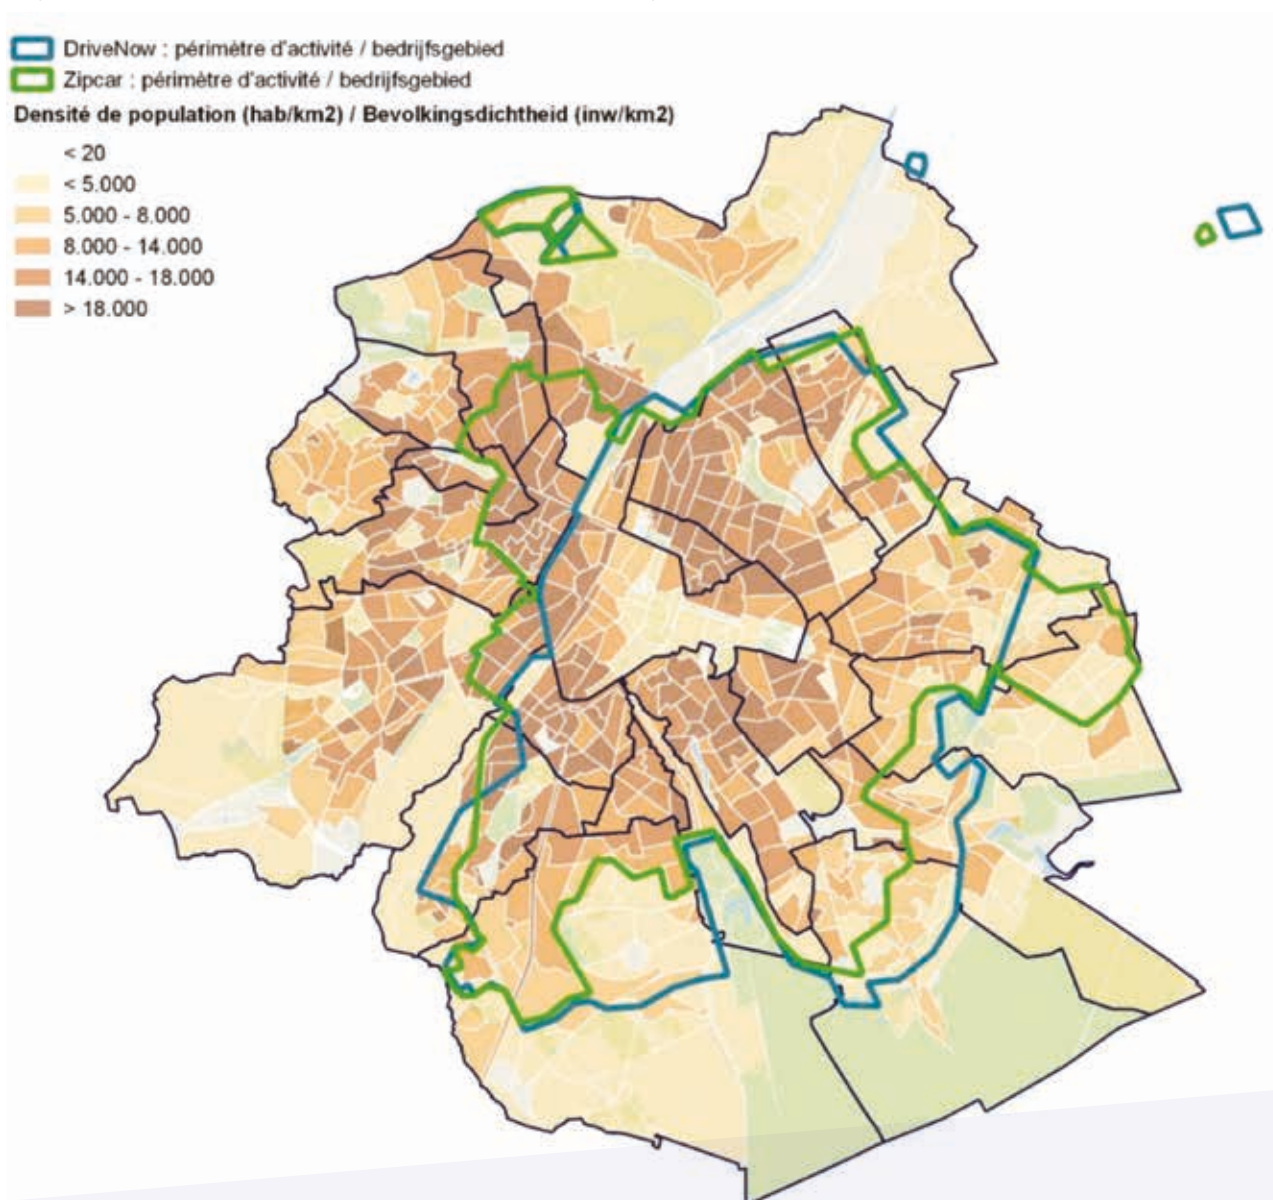 DriveNow : périmètre d'activité / bedrijfsgebied
Zipcar : périmètre d'activité / bedrijfsgebied
Densité de population (hab/km2) / Bevolkingsdichtheid (inw/km2)
< 20
< 5.000
5.000 - 8.000
8.000 - 14.000
14.000 - 18.000
> 18.000